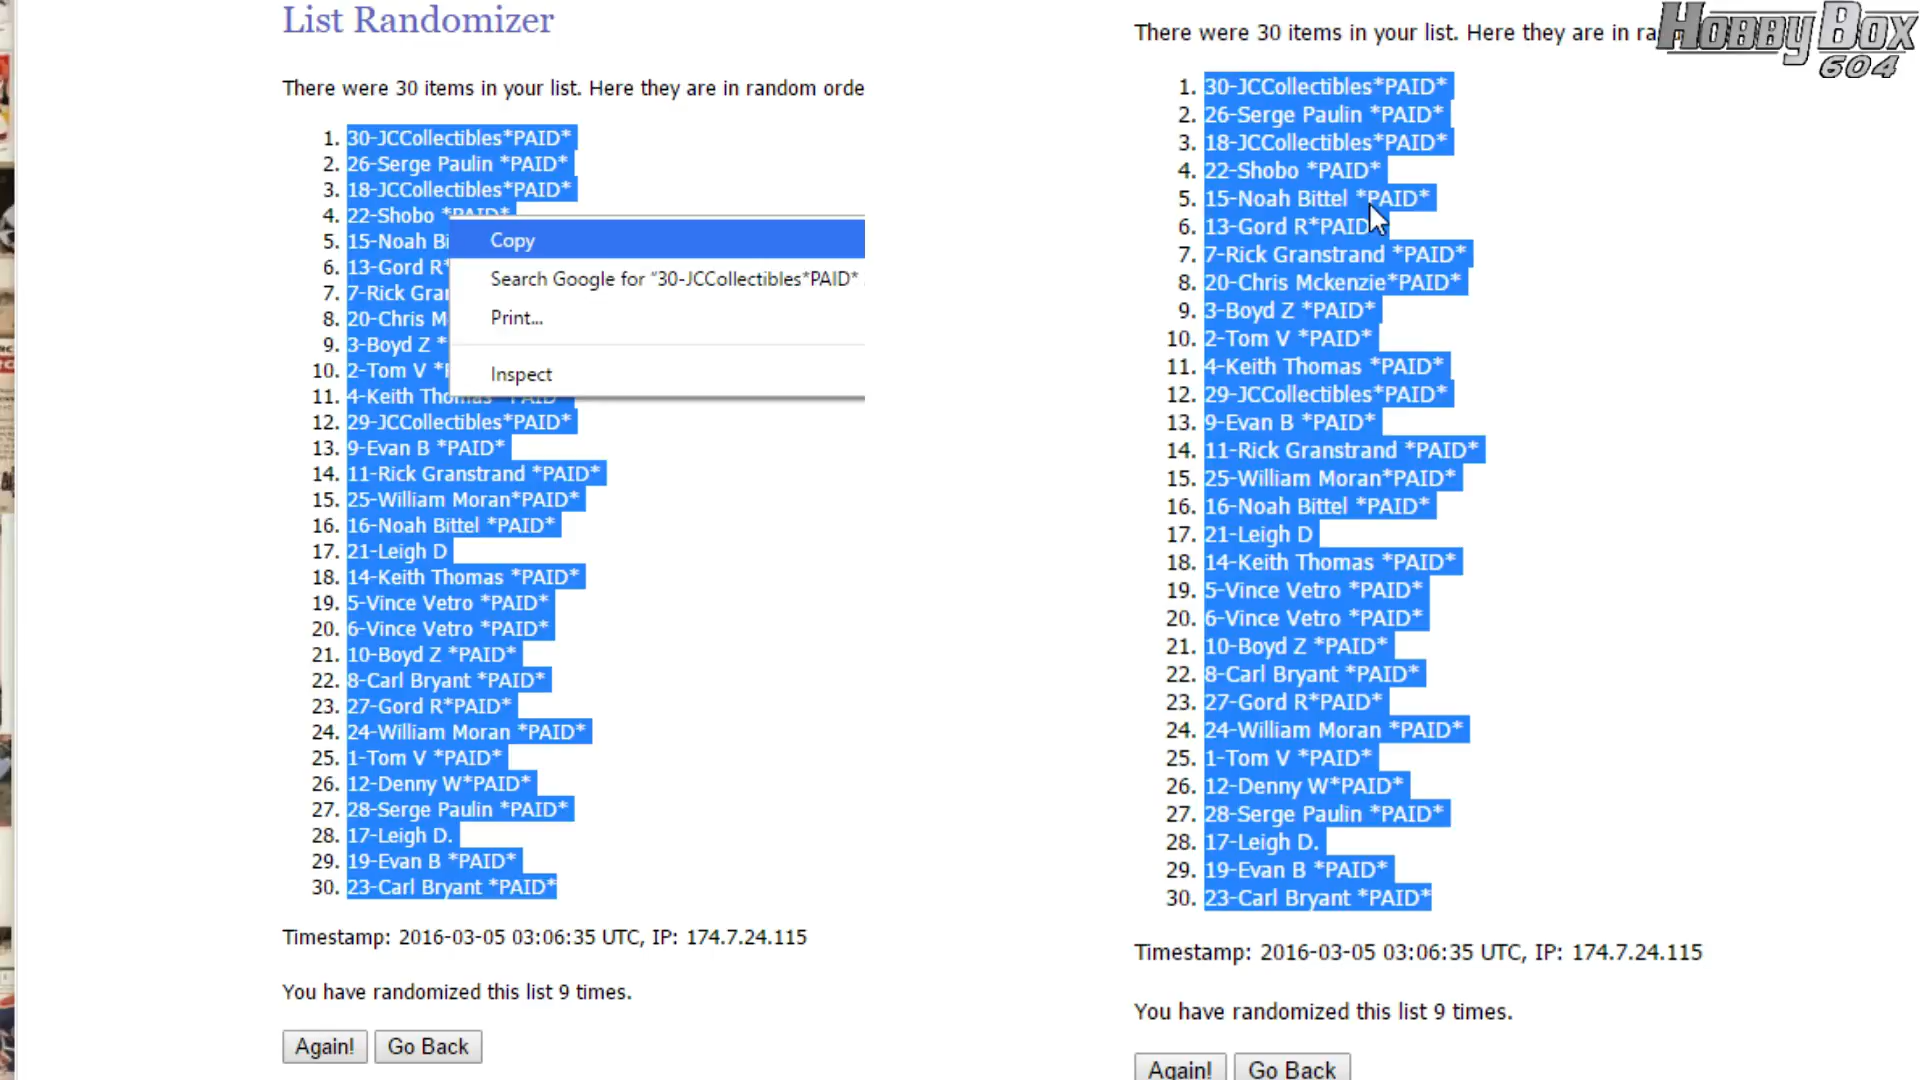 List Randomizer
There were 30 items in your list. Here they are in random orde
1. 30-JCCollectibles*PAID*
2. 26-Serge Paulin *PAID*
3. 18-JCCollectibles*PAID*
4. 22-Shobo *PAID*
5. 15-Noah Bi
6. 13-Gord R*
7. 7-Rick Gran
8. 20-Chris M
9. 3-Boyd Z *
10. 2-Tom V *
11. 4-Keith Thomas *PAID*
12. 29-JCCollectibles*PAID*
13. 9-Evan B *PAID*
14. 11-Rick Granstrand *PAID*
15. 25-William Moran*PAID*
16. 16-Noah Bittel *PAID*
17. 21-Leigh D
18. 14-Keith Thomas *PAID*
19. 5-Vince Vetro *PAID*
20. 6-Vince Vetro *PAID*
21. 10-Boyd Z *PAID*
22. 8-Carl Bryant *PAID*
23. 27-Gord R*PAID*
24. 24-William Moran *PAID*
25. 1-Tom V *PAID*
26. 12-Denny W*PAID*
27. 28-Serge Paulin *PAID*
28. 17-Leigh D.
29. 19-Evan B *PAID*
30. 23-Carl Bryant *PAID*
Timestamp: 2016-03-05 03:06:35 UTC, IP: 174.7.24.115
You have randomized this list 9 times.
Again! Go Back
Copy
Search Google for "30-JCCollectibles*PAID*
Print...
Inspect
There were 30 items in your list. Here they are in ra
1. 30-JCCollectibles*PAID*
2. 26-Serge Paulin *PAID*
3. 18-JCCollectibles*PAID*
4. 22-Shobo *PAID*
5. 15-Noah Bittel *PAID*
6. 13-Gord R*PAID
7. 7-Rick Granstrand *PAID*
8. 20-Chris Mckenzie*PAID*
9. 3-Boyd Z *PAID*
10. 2-Tom V *PAID*
11. 4-Keith Thomas *PAID*
12. 29-JCCollectibles*PAID*
13. 9-Evan B *PAID*
14. 11-Rick Granstrand *PAID*
15. 25-William Moran*PAID*
16. 16-Noah Bittel *PAID*
17. 21-Leigh D
18. 14-Keith Thomas *PAID*
19. 5-Vince Vetro *PAID*
20. 6-Vince Vetro *PAID*
21. 10-Boyd Z *PAID*
22. 8-Carl Bryant *PAID*
23. 27-Gord R*PAID*
24. 24-William Moran *PAID*
25. 1-Tom V *PAID*
26. 12-Denny W*PAID*
27. 28-Serge Paulin *PAID*
28. 17-Leigh D.
29. 19-Evan B *PAID*
30. 23-Carl Bryant *PAID*
Timestamp: 2016-03-05 03:06:35 UTC, IP: 174.7.24.115
You have randomized this list 9 times.
Again! Go Back
HobbyBox
604